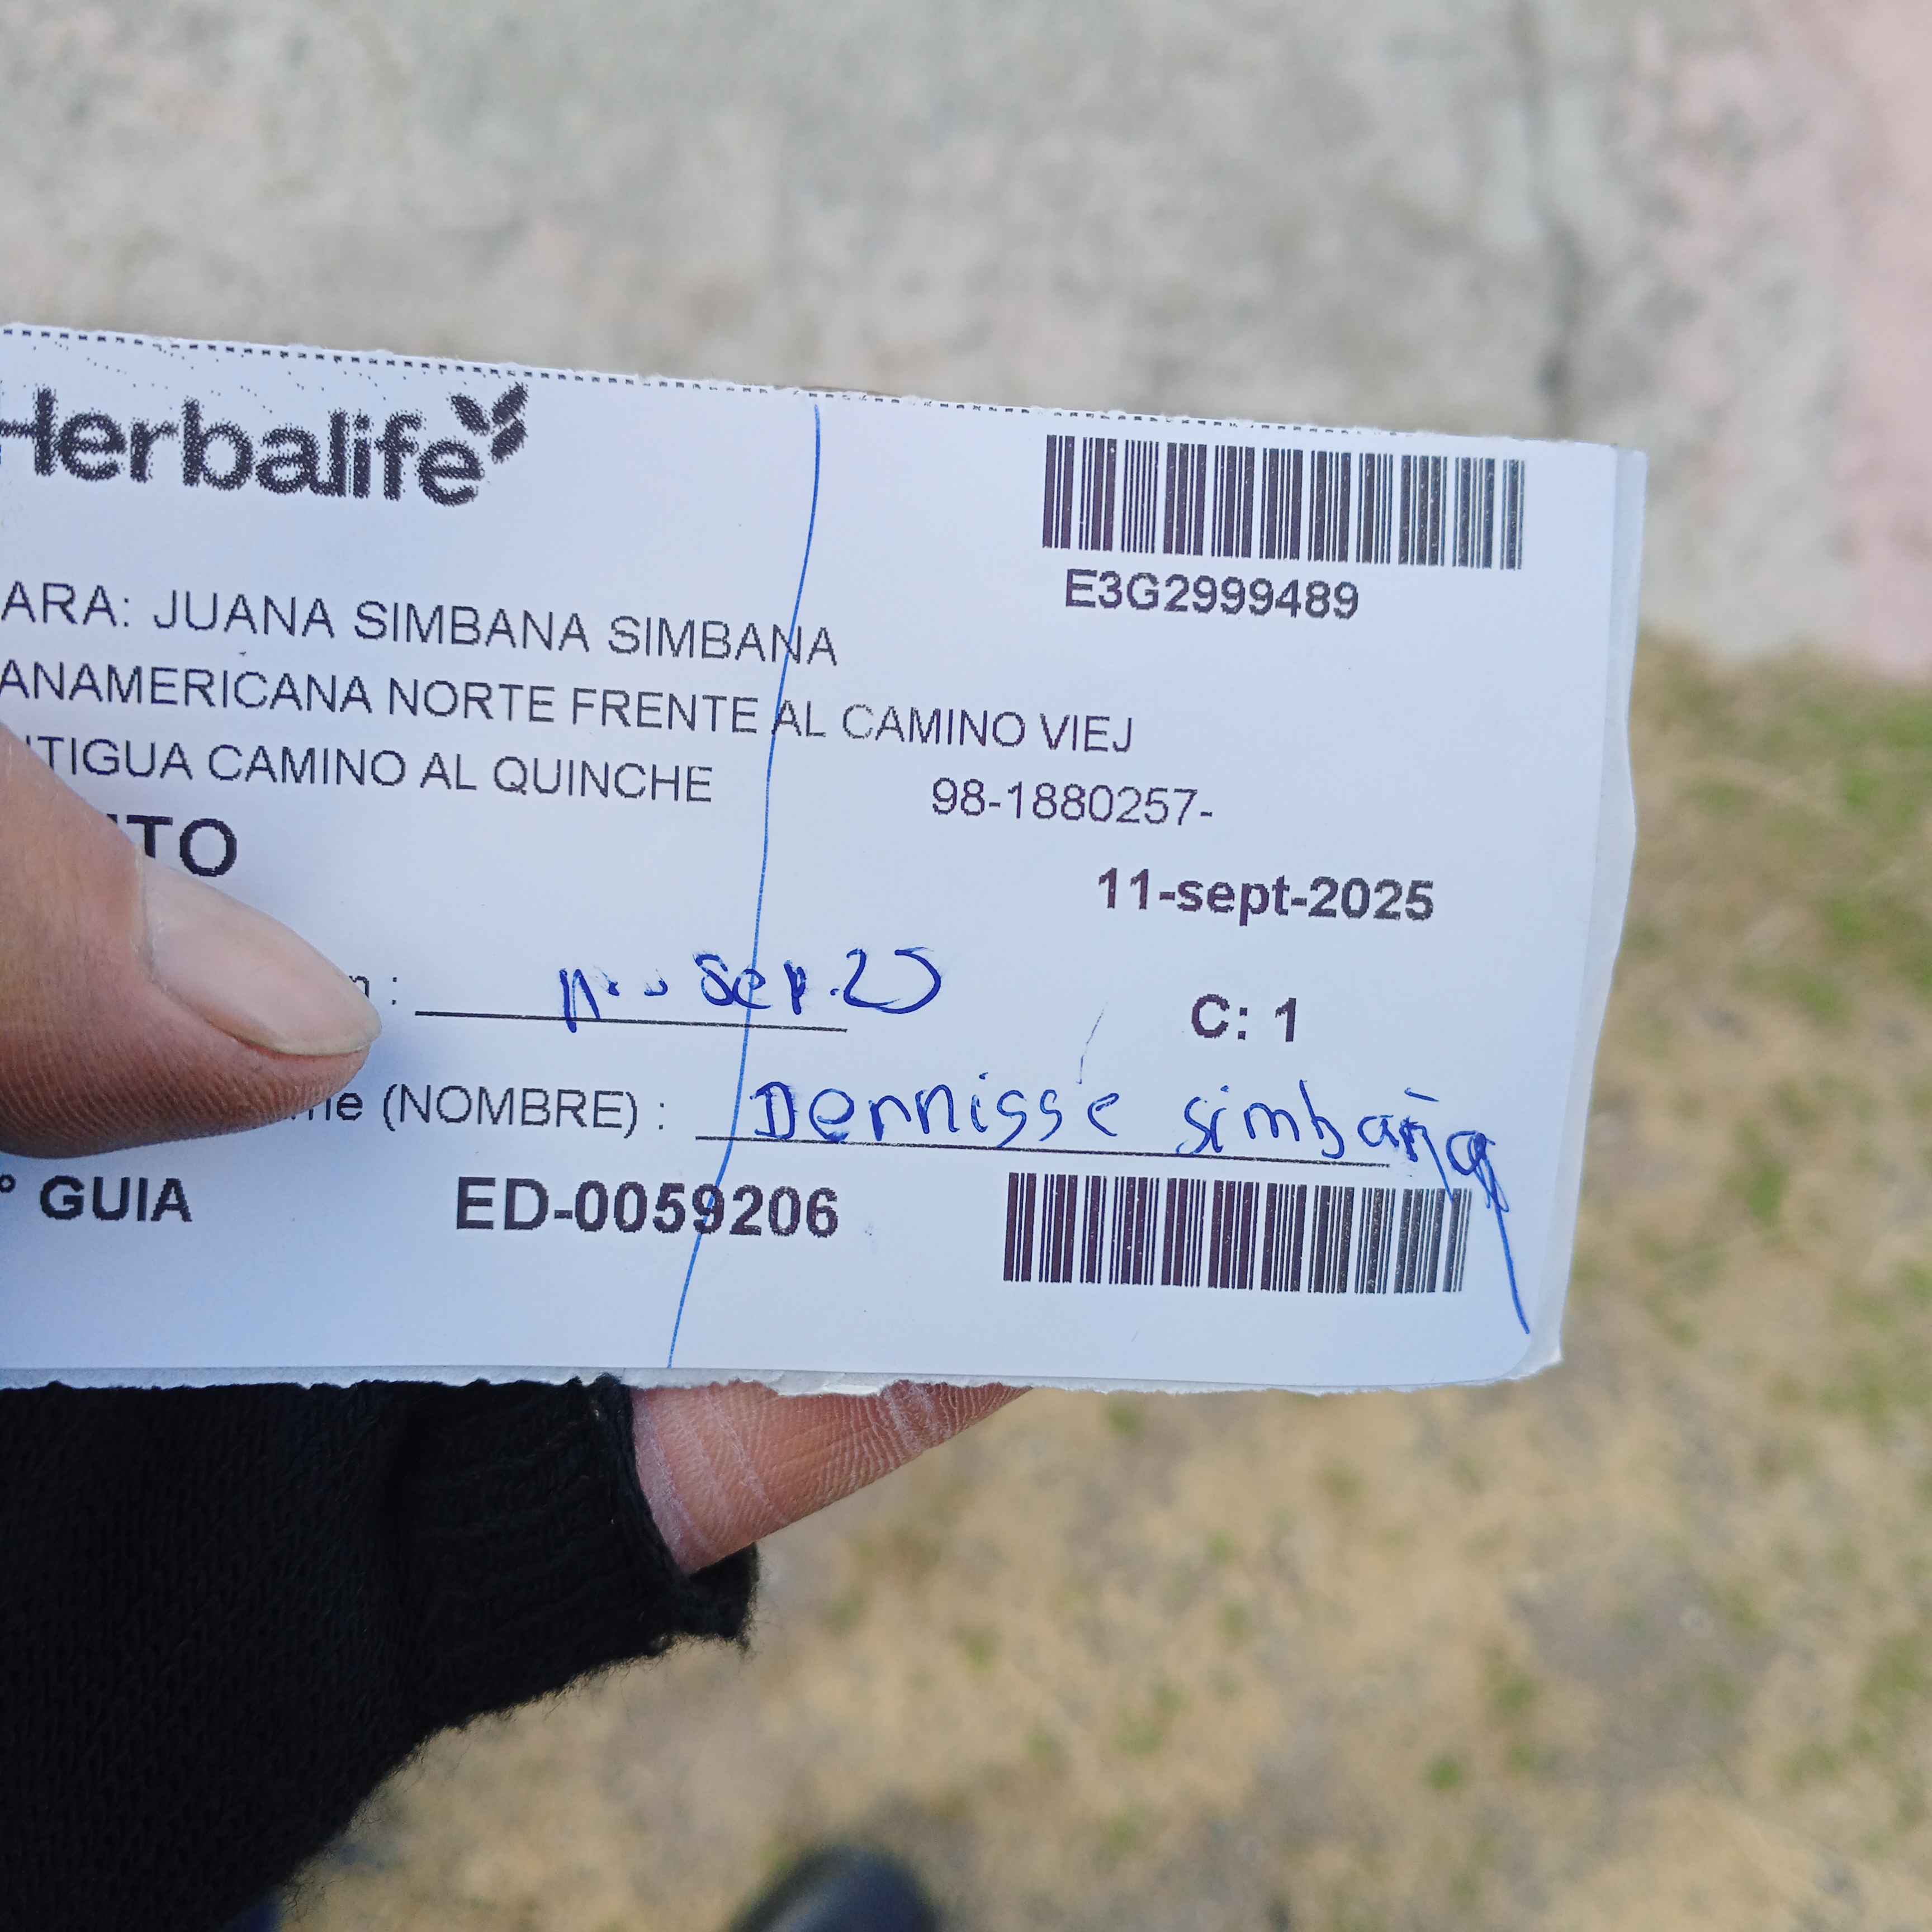 Herbalife
E3G2999489
ARA: JUANA SIMBANA SIMBANA
ANAMERICANA NORTE FRENTE AL CAMINO VIEJ
TIGUA CAMINO AL QUINCHE 98-1880257-
TO
11-sept-2025
n : Sep. 25
C: 1
me (NOMBRE) : Dennisse simbaña
° GUIA ED-0059206